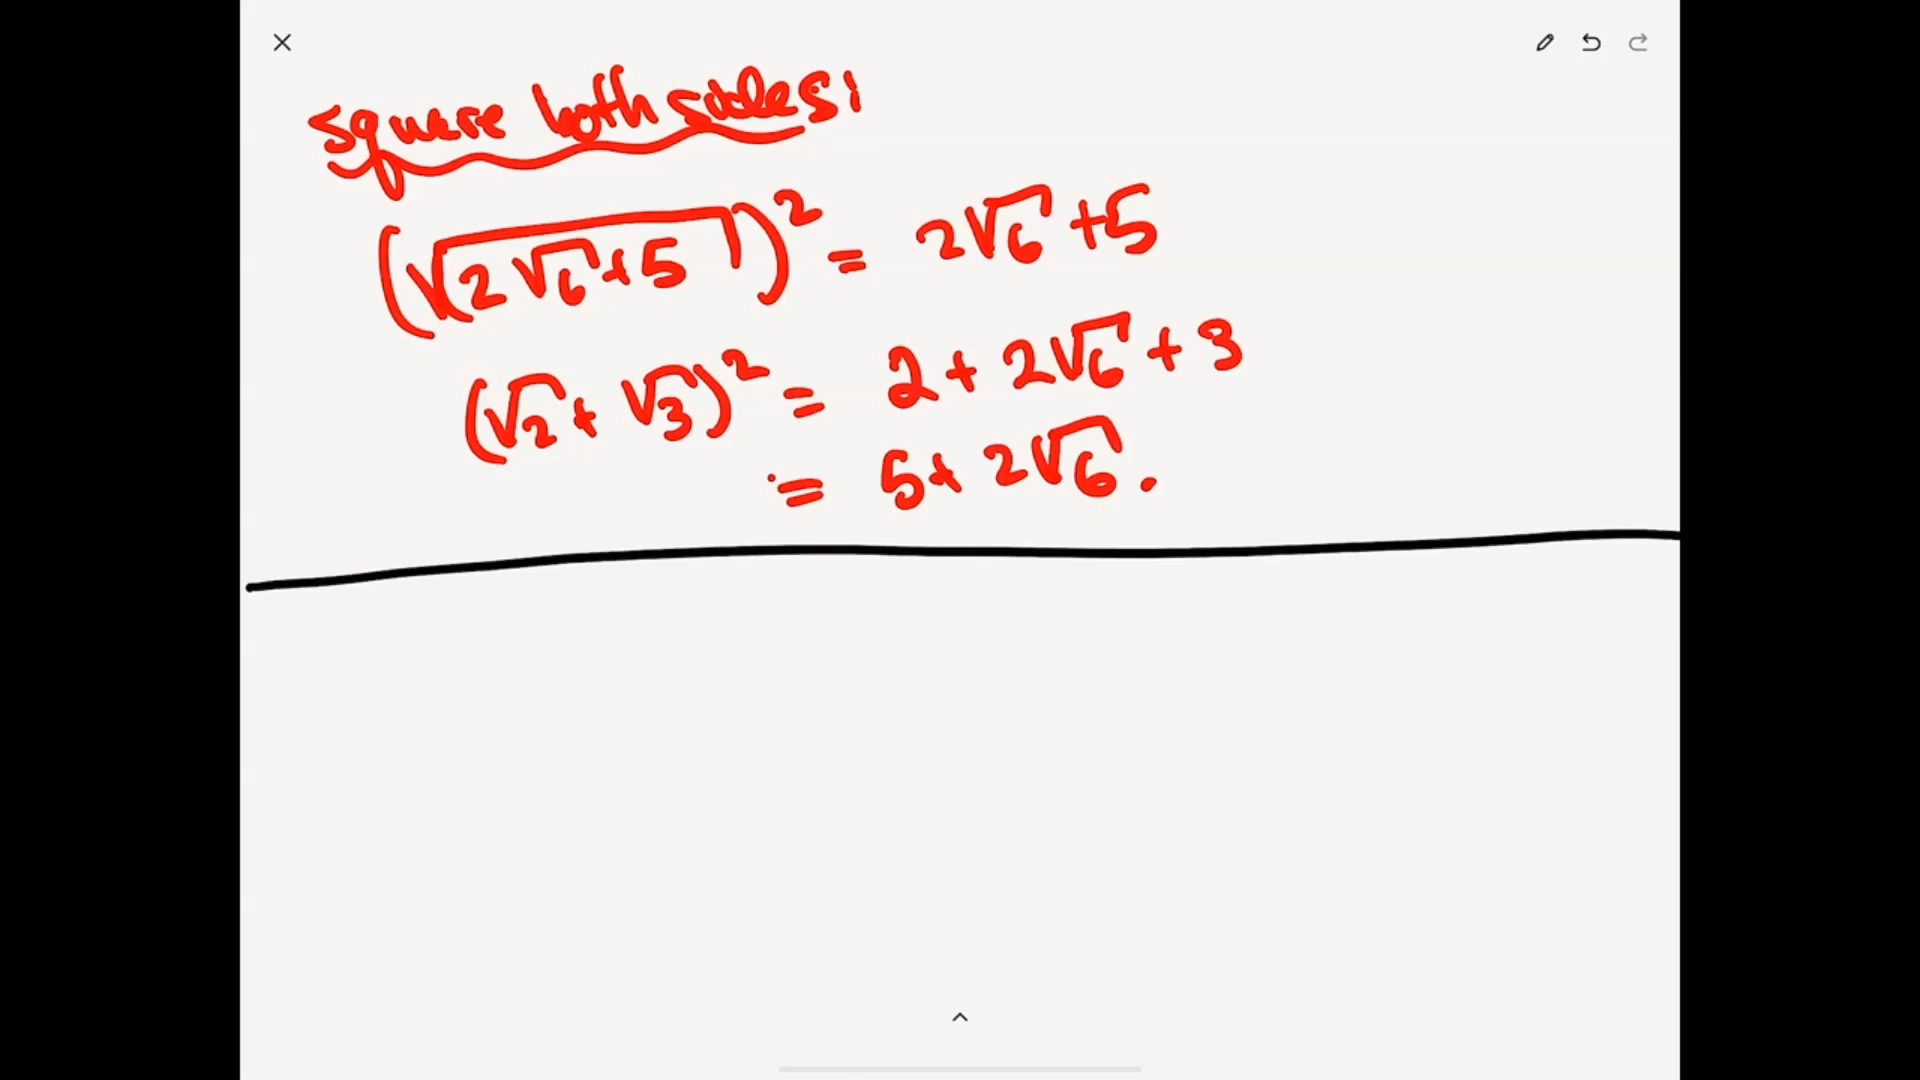 Square both sides:
(√(2√6+5))² = 2√6 +5
(√2+ √3)² = 2 + 2√6 + 3
= 5 + 2√6.